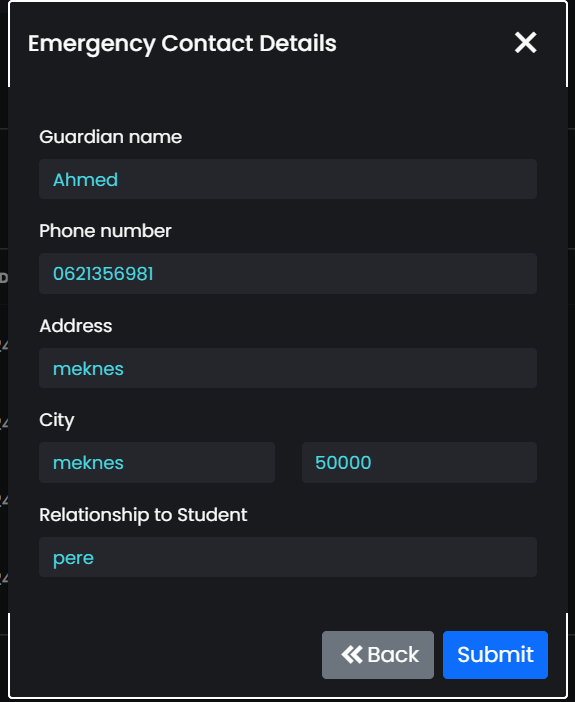 Emergency Contact Details
Guardian name
Ahmed
Phone number
0621356981
Address
meknes
City
meknes 50000
Relationship to Student
pere
Back Submit